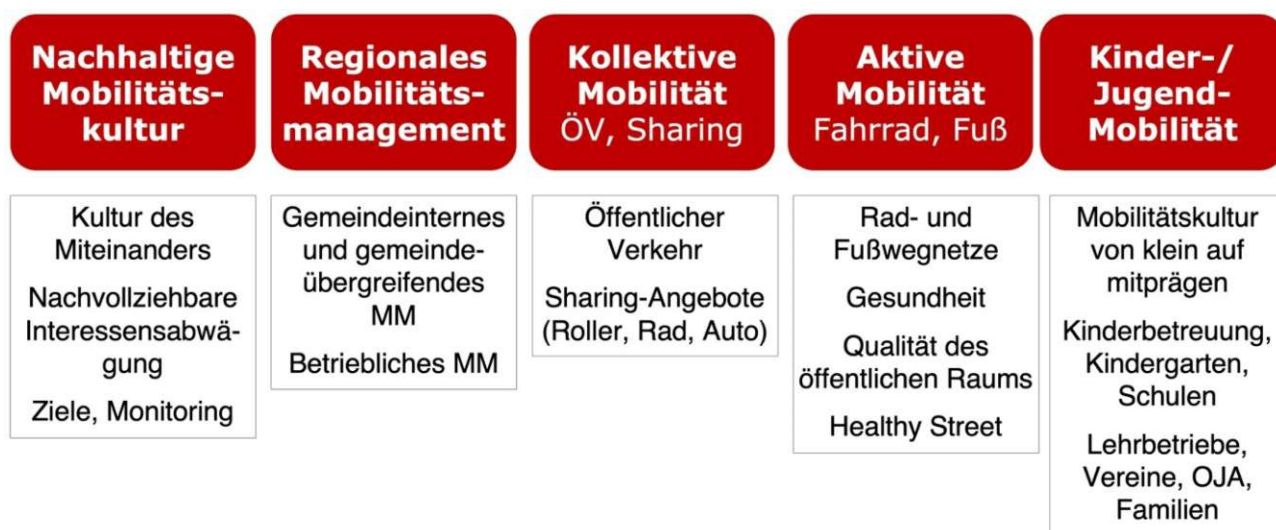 Nachhaltige
Mobilitäts-
kultur
Kultur des
Miteinanders
Nachvollziehbare
Interessensabwä-
gung
Ziele, Monitoring
Regionales
Mobilitäts-
management
Gemeindeinternes
und gemeinde-
übergreifendes
MM
Betriebliches MM
Kollektive
Mobilität
ÖV, Sharing
Öffentlicher
Verkehr
Sharing-Angebote
(Roller, Rad, Auto)
Aktive
Mobilität
Fahrrad, Fuß
Rad- und
Fußwegnetze
Gesundheit
Qualität des
öffentlichen Raums
Healthy Street
Kinder-/
Jugend-
Mobilität
Mobilitätskultur
von klein auf
mitprägen
Kinderbetreuung,
Kindergarten,
Schulen
Lehrbetriebe,
Vereine, OJA,
Familien